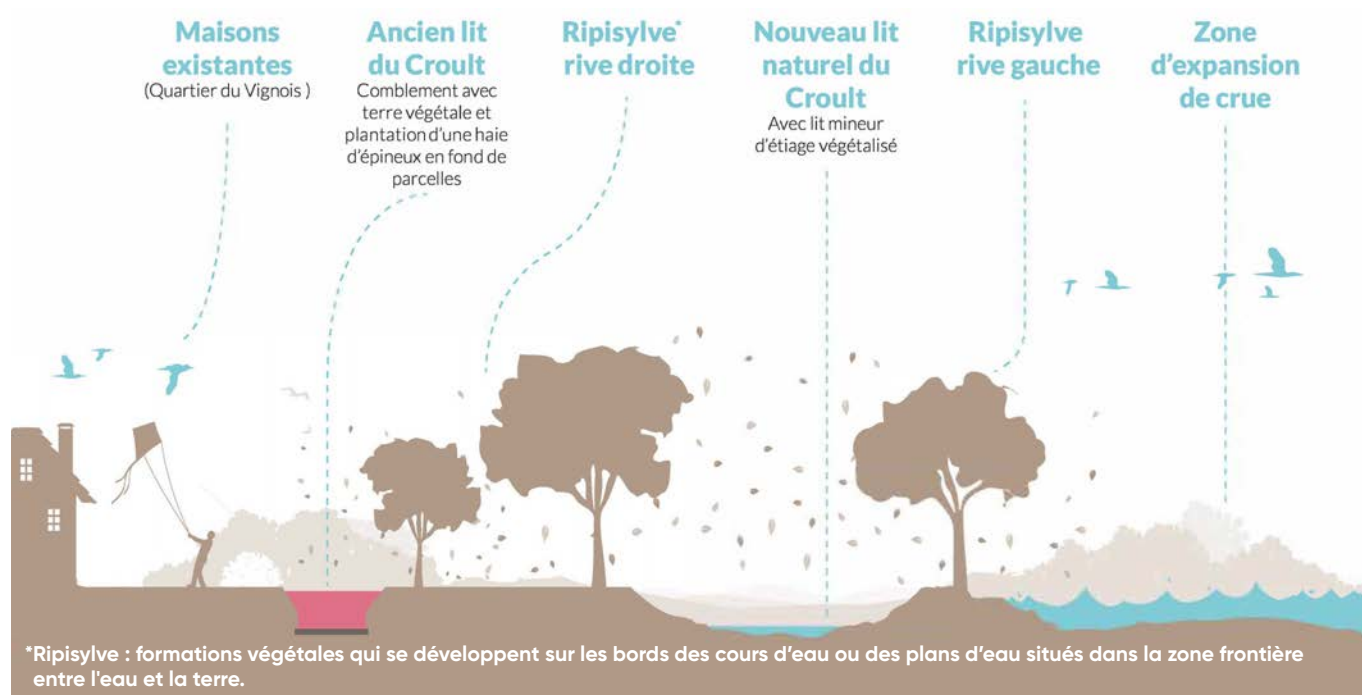 Maisons
existantes
(Quartier du Vignois )
Ancien lit
du Croult
Comblement avec
terre végétale et
plantation d'une haie
d'épineux en fond de
parcelles
Ripisylve*
rive droite
Nouveau lit
naturel du
Croult
Avec lit mineur
d'étiage végétalisé
Ripisylve
rive gauche
Zone
d'expansion
de crue
*Ripisylve : formations végétales qui se développent sur les bords des cours d'eau ou des plans d'eau situés dans la zone frontière
entre l'eau et la terre.